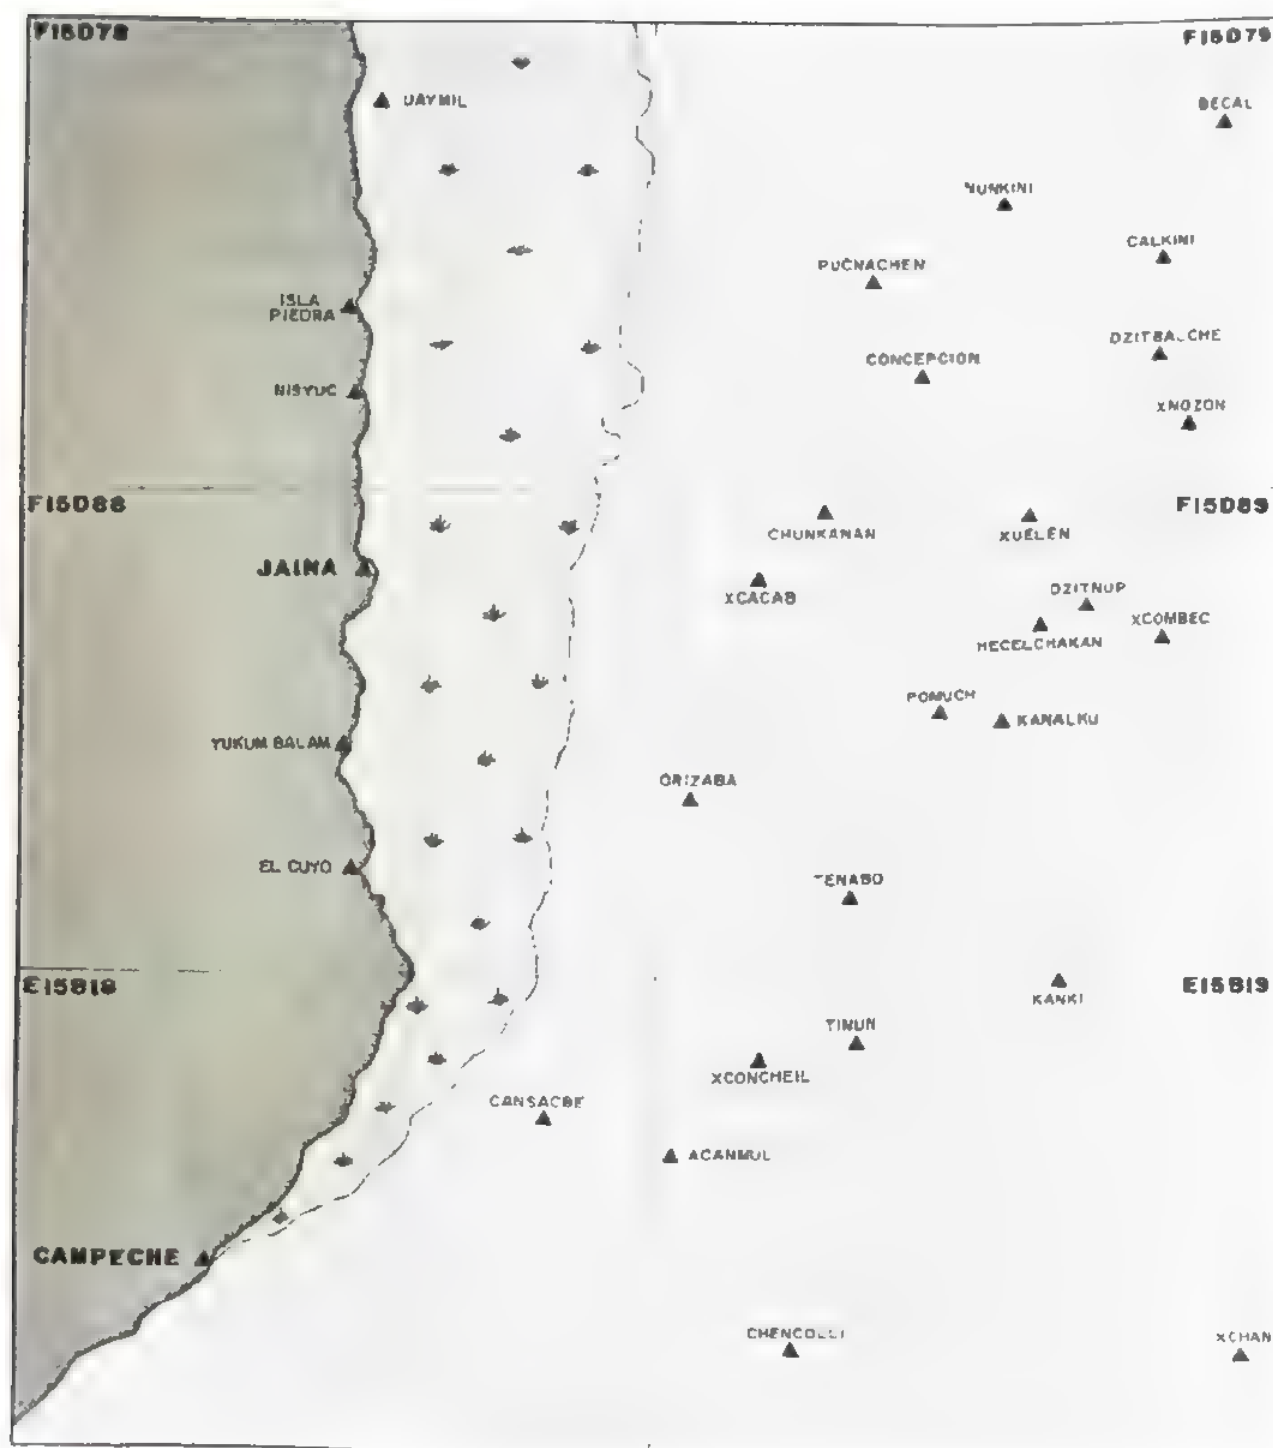 F15D78
F15D79
UAYMIL
BECAL
NUNKINI
CALKINI
PUCNACHEN
ISLA
PIEDRA
DZITBALCHE
CONCEPCION
NISYUC
XNOZON
F15D88
F15D89
CHUNKANAN
XUELEN
JAINA
DZITNUP
XCACAB
XCOMBEC
HECELCHAKAN
POMUCH
KANALKU
YUKUM BALAM
ORIZABA
EL CUYO
TENABO
E15B18
E15B19
KANKI
TINUN
XCONCHEIL
CANSACBE
ACANMUL
CAMPECHE
CHENCOLLI
XCHAN